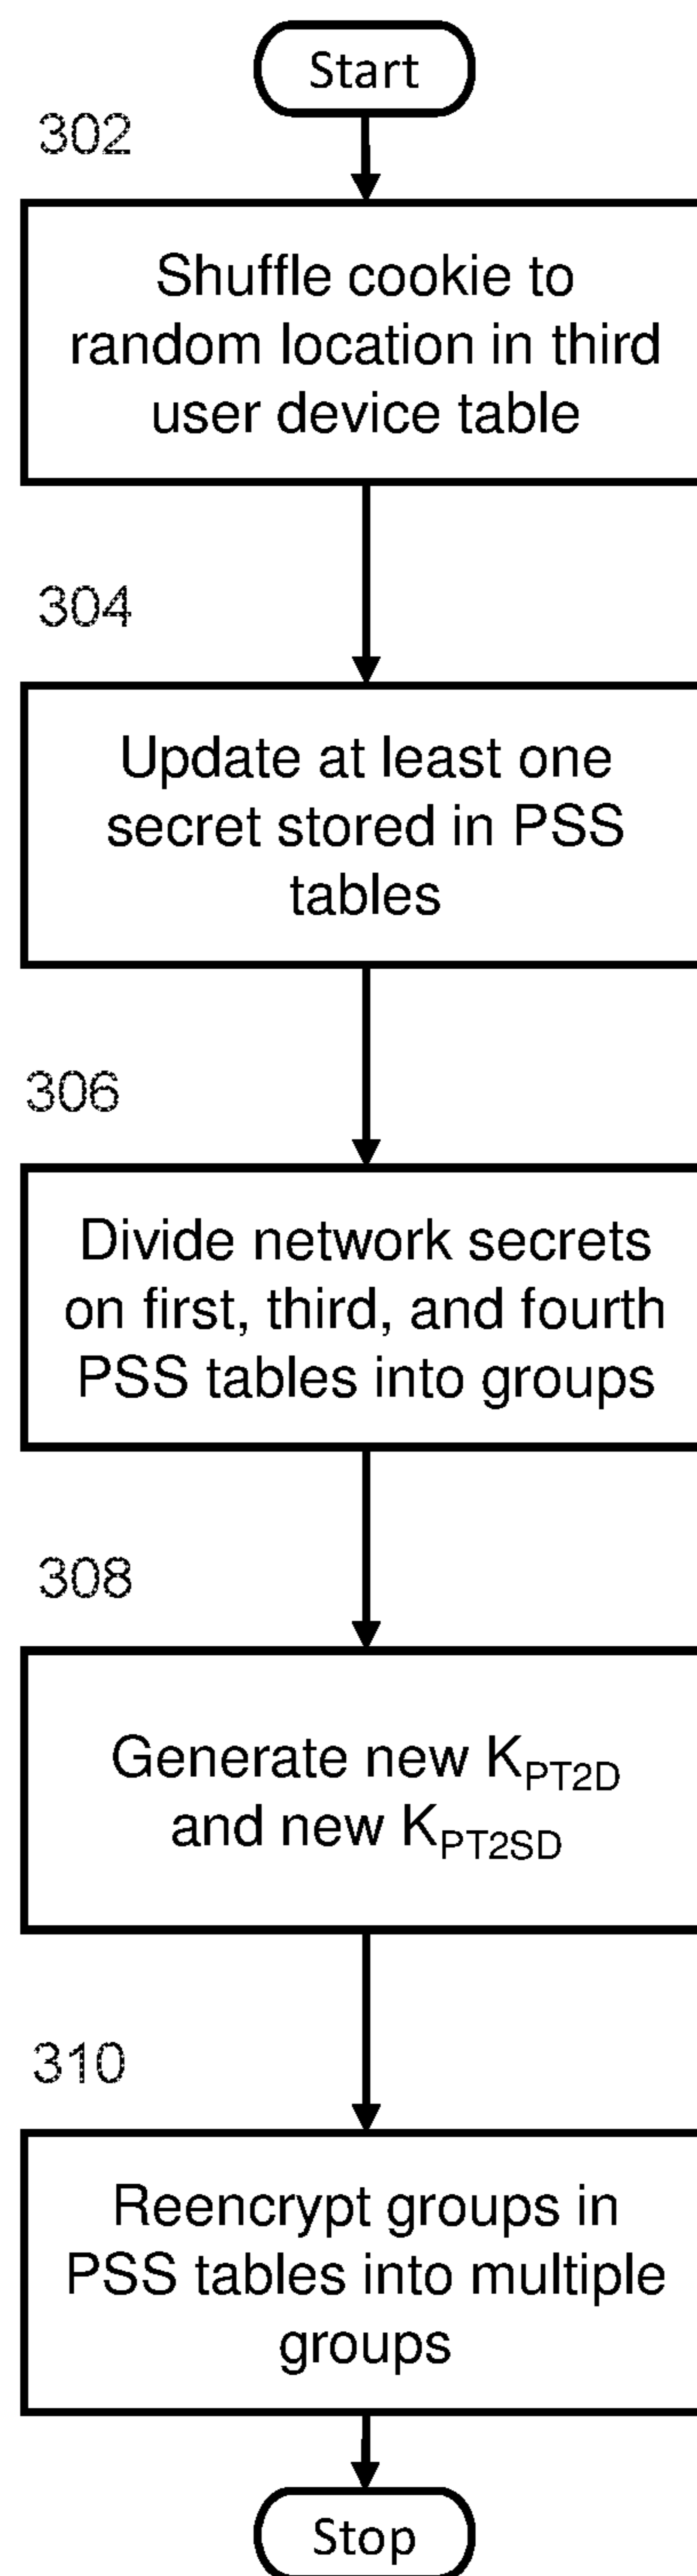 Start
302
Shuffle cookie to
random location in third
user device table
304
Update at least one
secret stored in PSS
tables
306
Divide network secrets
on first, third, and fourth
PSS tables into groups
308
Generate new K_PT2D
and new K_PT2SD
310
Reencrypt groups in
PSS tables into multiple
groups
Stop